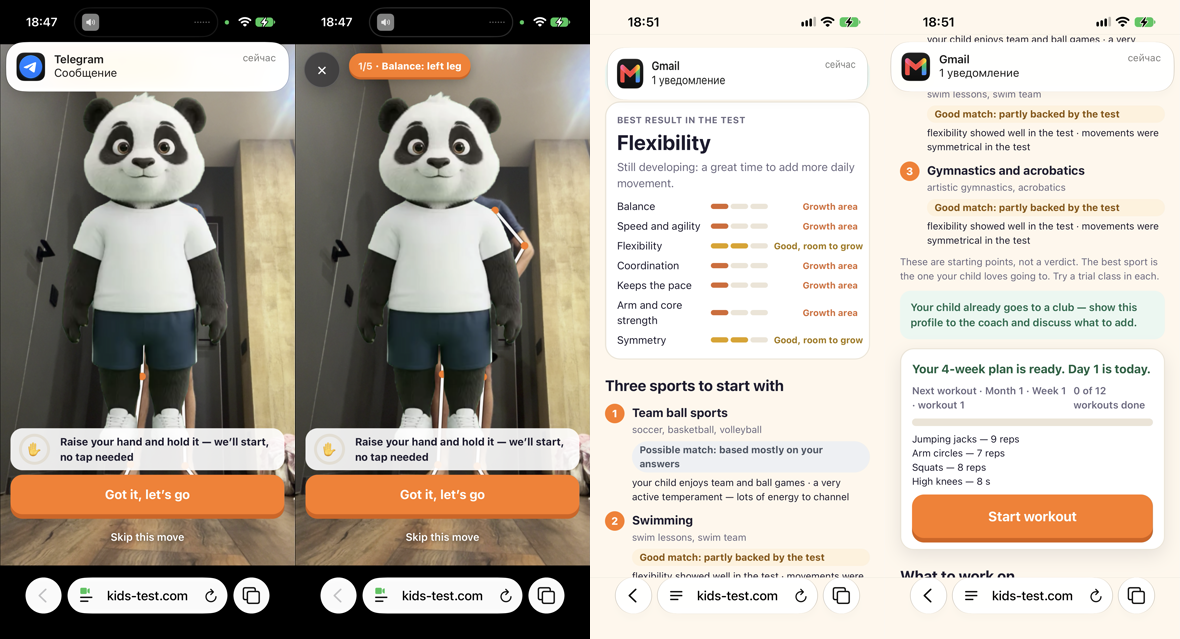 18:47
Telegram
Сообщение
сейчас
Raise your hand and hold it — we'll start,
no tap needed
Got it, let's go
Skip this move
kids-test.com
18:47
1/5 · Balance: left leg
Raise your hand and hold it — we'll start,
no tap needed
Got it, let's go
Skip this move
kids-test.com
18:51
Gmail
1 уведомление
сейчас
BEST RESULT IN THE TEST
Flexibility
Still developing: a great time to add more daily
movement.
Balance Growth area
Speed and agility Growth area
Flexibility Good, room to grow
Coordination Growth area
Keeps the pace Growth area
Arm and core
strength Growth area
Symmetry Good, room to grow
Three sports to start with
1 Team ball sports
soccer, basketball, volleyball
Possible match: based mostly on your
answers
your child enjoys team and ball games · a very
active temperament — lots of energy to channel
2 Swimming
swim lessons, swim team
Good match: partly backed by the test
flexibility showed well in the test · movements were
kids-test.com
18:51
your child enjoys team and ball games · a very
Gmail
1 уведомление
сейчас
swim lessons, swim team
Good match: partly backed by the test
flexibility showed well in the test · movements were
symmetrical in the test
3 Gymnastics and acrobatics
artistic gymnastics, acrobatics
Good match: partly backed by the test
flexibility showed well in the test · movements were
symmetrical in the test
These are starting points, not a verdict. The best sport is
the one your child loves going to. Try a trial class in each.
Your child already goes to a club — show this
profile to the coach and discuss what to add.
Your 4-week plan is ready. Day 1 is today.
Next workout · Month 1 · Week 1
· workout 1
0 of 12
workouts done
Jumping jacks — 9 reps
Arm circles — 7 reps
Squats — 8 reps
High knees — 8 s
Start workout
What to work on
kids-test.com